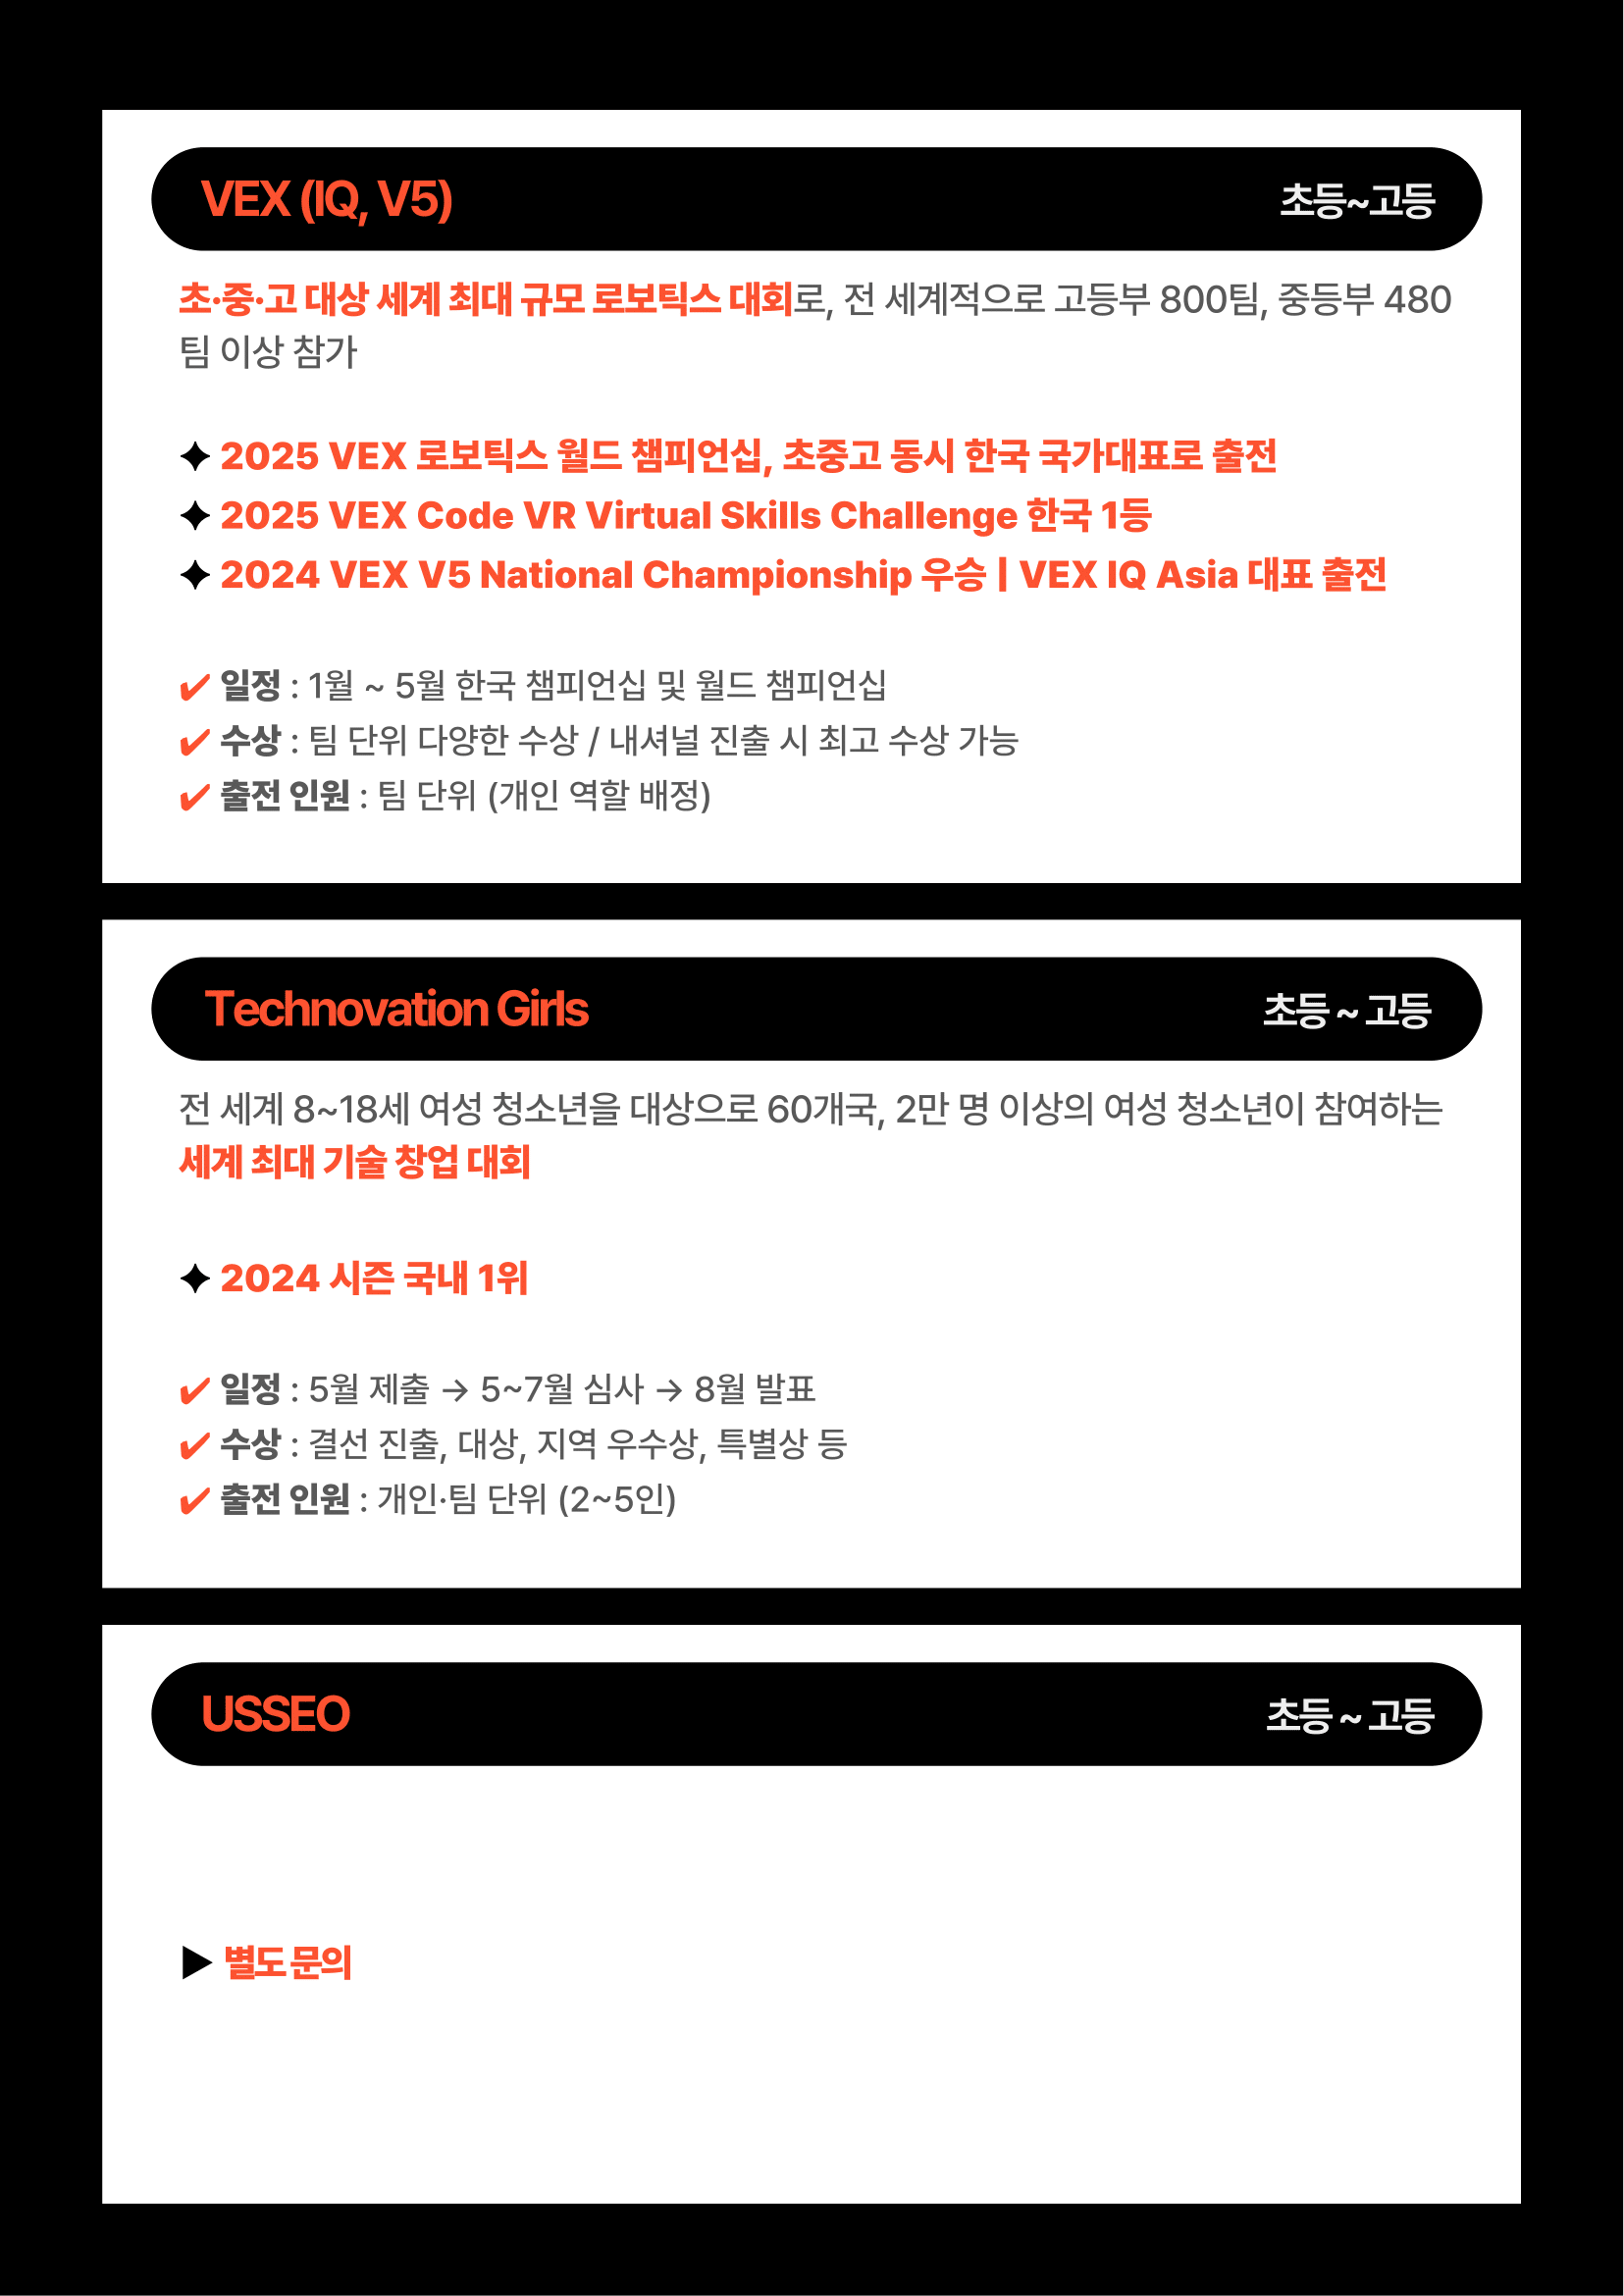 VEX (IQ, V5) 초등~고등
초·중·고 대상 세계 최대 규모 로보틱스 대회로, 전 세계적으로 고등부 800팀, 중등부 480
팀 이상 참가
✦ 2025 VEX 로보틱스 월드 챔피언십, 초중고 동시 한국 국가대표로 출전
✦ 2025 VEX Code VR Virtual Skills Challenge 한국 1등
✦ 2024 VEX V5 National Championship 우승 | VEX IQ Asia 대표 출전
✔ 일정 : 1월 ~ 5월 한국 챔피언십 및 월드 챔피언십
✔ 수상 : 팀 단위 다양한 수상 / 내셔널 진출 시 최고 수상 가능
✔ 출전 인원 : 팀 단위 (개인 역할 배정)
Technovation Girls 초등 ~ 고등
전 세계 8~18세 여성 청소년을 대상으로 60개국, 2만 명 이상의 여성 청소년이 참여하는
세계 최대 기술 창업 대회
✦ 2024 시즌 국내 1위
✔ 일정 : 5월 제출 → 5~7월 심사 → 8월 발표
✔ 수상 : 결선 진출, 대상, 지역 우수상, 특별상 등
✔ 출전 인원 : 개인·팀 단위 (2~5인)
USSEO 초등 ~ 고등
▶ 별도 문의